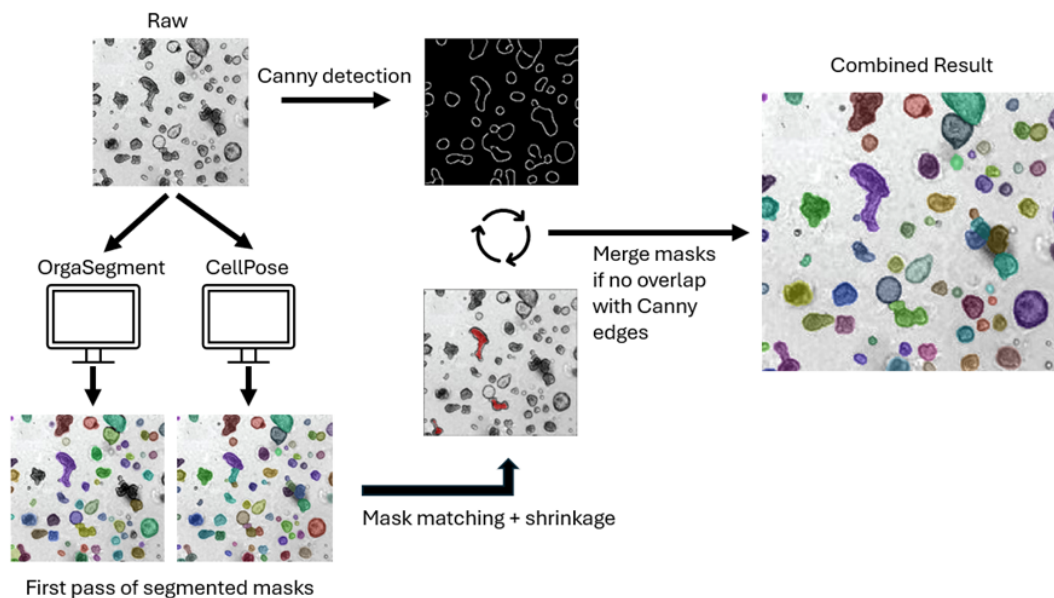 Raw
Canny detection
Combined Result
OrgaSegment
CellPose
Merge masks
if no overlap
with Canny
edges
Mask matching + shrinkage
First pass of segmented masks